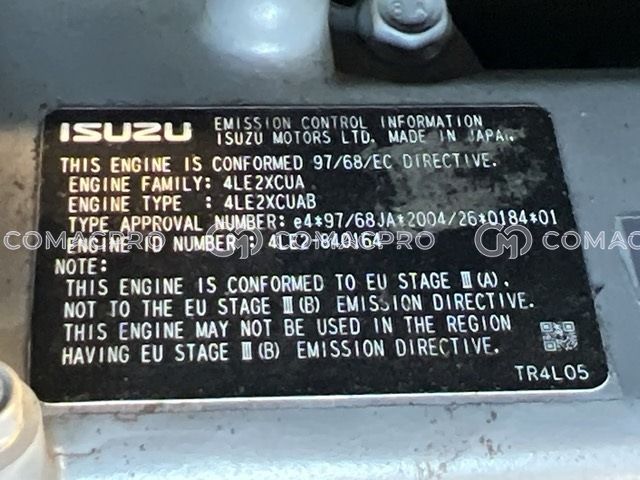 ISUZU EMISSION CONTROL INFORMATION
ISUZU MOTORS LTD. MADE IN JAPAN.
THIS ENGINE IS CONFORMED 97/68/EC DIRECTIVE.
ENGINE FAMILY: 4LE2XCUA
ENGINE TYPE : 4LE2XCUAB
TYPE APPROVAL NUMBER: e4*97/68JA*2004/26*0184*01
ENGINE ID NUMBER: 4LE2-840164
NOTE:
THIS ENGINE IS CONFORMED TO EU STAGE Ⅲ(A).
NOT TO THE EU STAGE Ⅲ(B) EMISSION DIRECTIVE.
THIS ENGINE MAY NOT BE USED IN THE REGION
HAVING EU STAGE Ⅲ(B) EMISSION DIRECTIVE.
TR4L05
COMACPRO
COMACPRO
COMACPRO